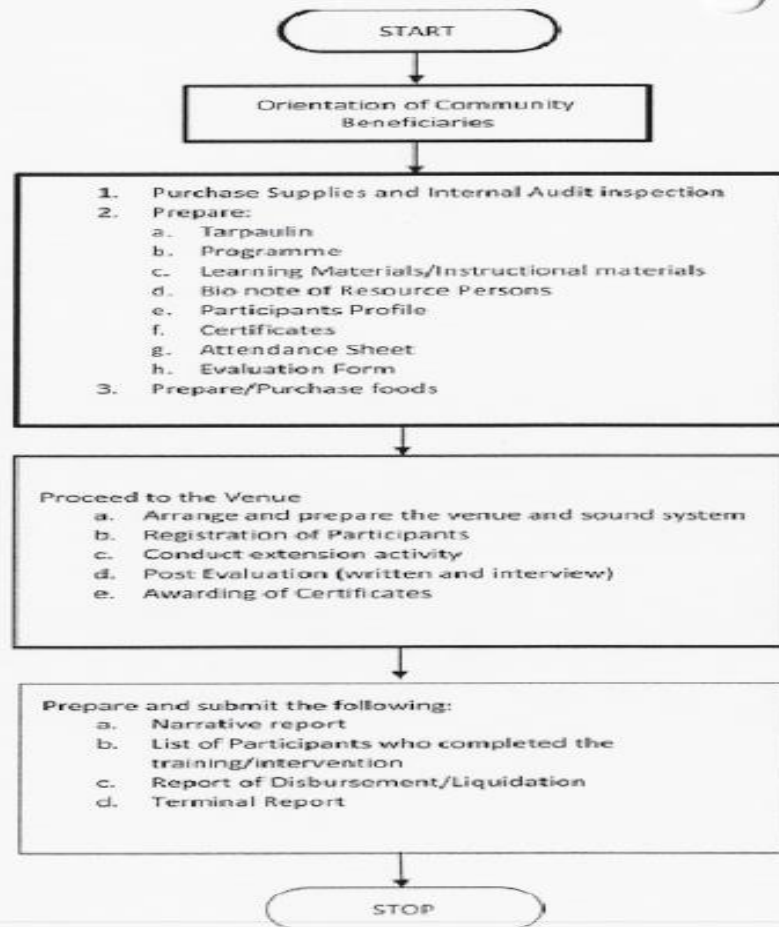 START
Orientation of Community
Beneficiaries
1. Purchase Supplies and Internal Audit inspection
2. Prepare:
a. Tarpaulin
b. Programme
c. Learning Materials/Instructional materials
d. Bio note of Resource Persons
e. Participants Profile
f. Certificates
g. Attendance Sheet
h. Evaluation Form
3. Prepare/Purchase foods
Proceed to the Venue
a. Arrange and prepare the venue and sound system
b. Registration of Participants
c. Conduct extension activity
d. Post Evaluation (written and interview)
e. Awarding of Certificates
Prepare and submit the following:
a. Narrative report
b. List of Participants who completed the
training/intervention
c. Report of Disbursement/Liquidation
d. Terminal Report
STOP